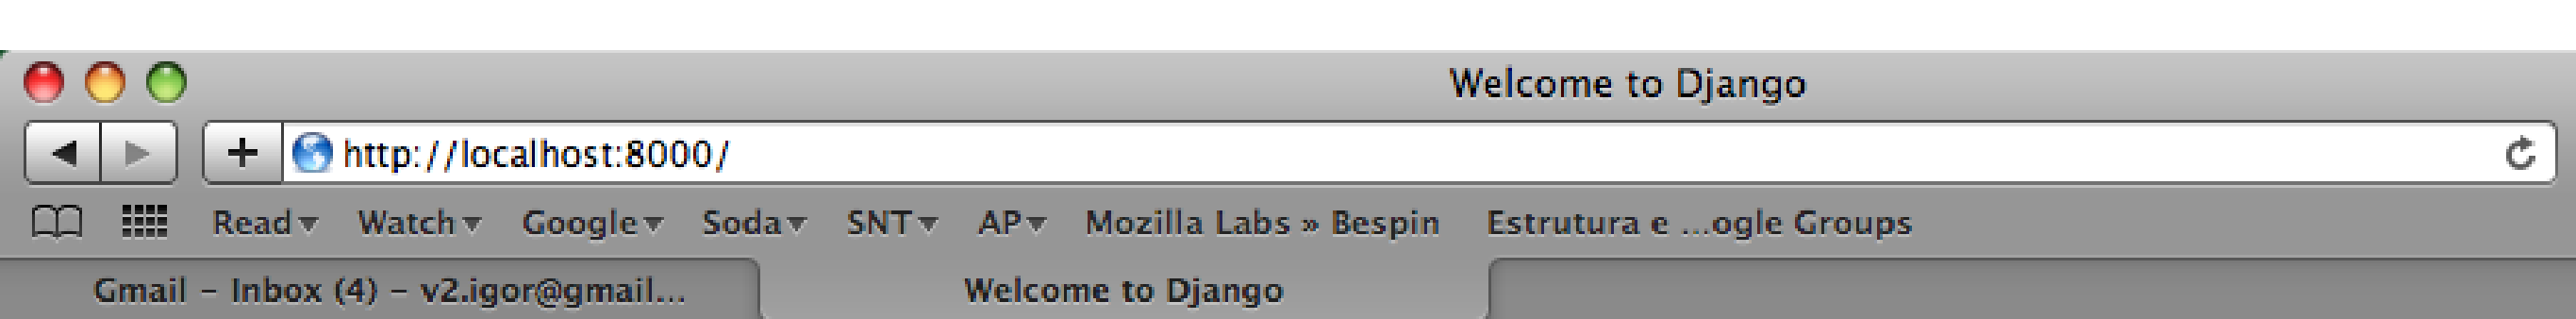 Welcome to Django
http://localhost:8000/
Read Watch Google Soda SNT AP Mozilla Labs » Bespin Estrutura e ...ogle Groups
Gmail – Inbox (4) – v2.igor@gmail... Welcome to Django